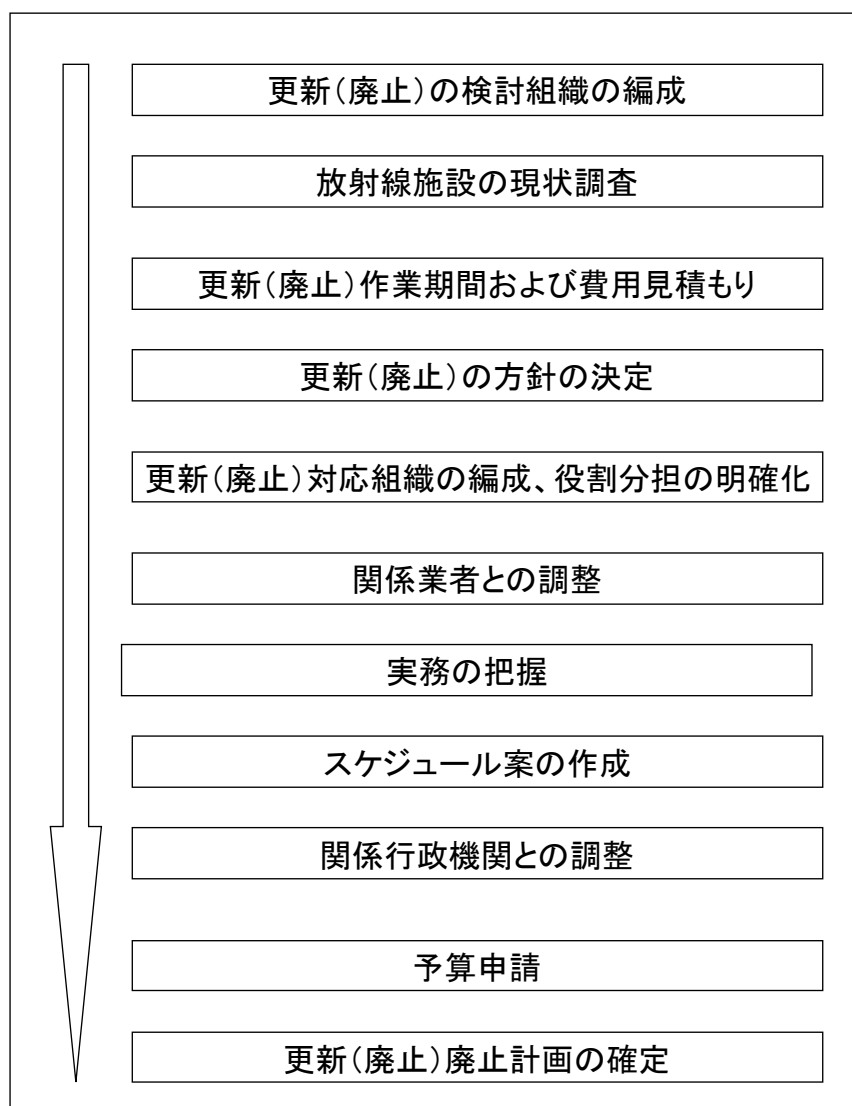 更新（廃止）の検討組織の編成
放射線施設の現状調査
更新（廃止）作業期間および費用見積もり
更新（廃止）の方針の決定
更新（廃止）対応組織の編成、役割分担の明確化
関係業者との調整
実務の把握
スケジュール案の作成
関係行政機関との調整
予算申請
更新（廃止）廃止計画の確定